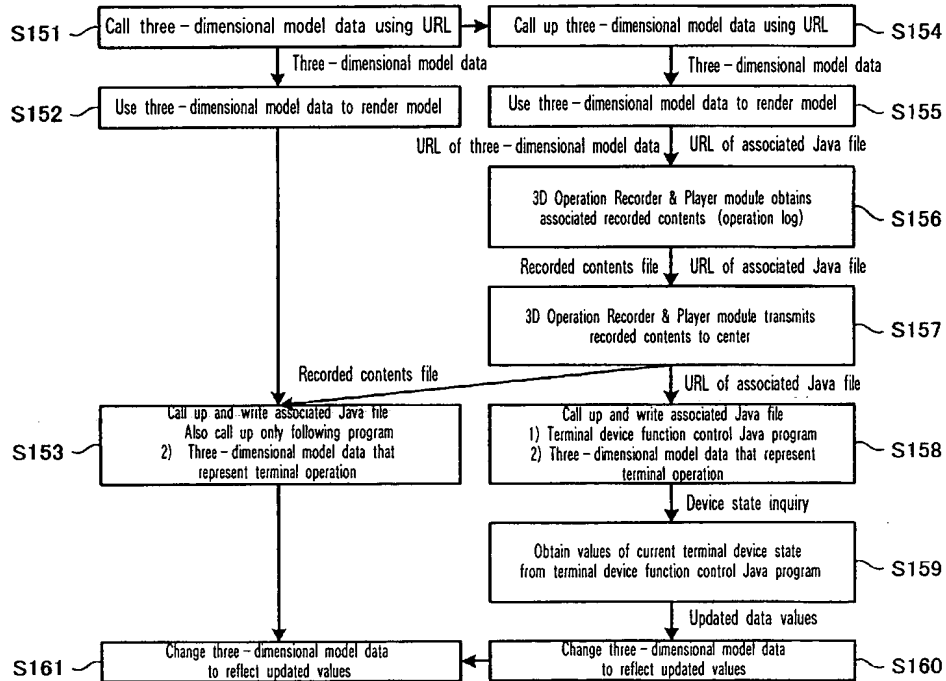 S151
Call three-dimensional model data using URL
Call up three-dimensional model data using URL
S154
Three-dimensional model data
Three-dimensional model data
S152
Use three-dimensional model data to render model
Use three-dimensional model data to render model
S155
URL of three-dimensional model data
URL of associated Java file
3D Operation Recorder & Player module obtains
associated recorded contents (operation log)
S156
Recorded contents file
URL of associated Java file
3D Operation Recorder & Player module transmits
recorded contents to center
S157
Recorded contents file
URL of associated Java file
S153
Call up and write associated Java file
Also call up only following program
2) Three-dimensional model data that
represent terminal operation
Call up and write associated Java file
1) Terminal device function control Java program
2) Three-dimensional model data that represent
terminal operation
S158
Device state inquiry
Obtain values of current terminal device state
from terminal device function control Java program
S159
Updated data values
S161
Change three-dimensional model data
to reflect updated values
Change three-dimensional model data
to reflect updated values
S160